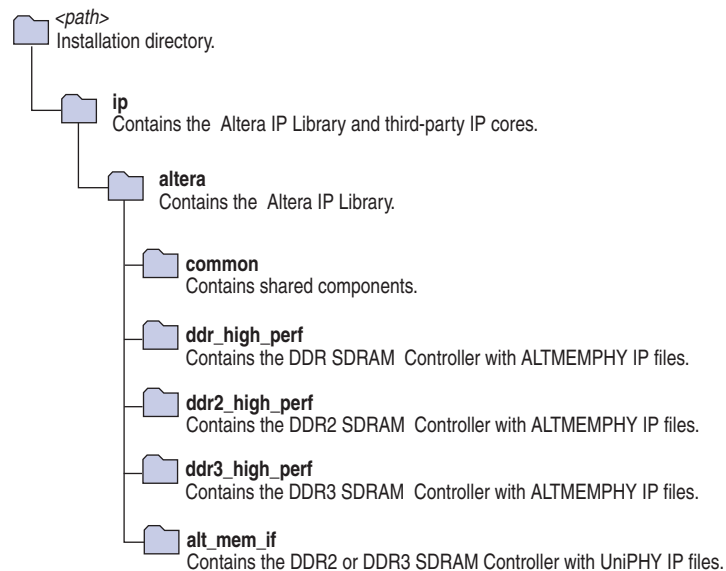 <path>
Installation directory.
ip
Contains the Altera IP Library and third-party IP cores.
altera
Contains the Altera IP Library.
common
Contains shared components.
ddr_high_perf
Contains the DDR SDRAM Controller with ALTMEMPHY IP files.
ddr2_high_perf
Contains the DDR2 SDRAM Controller with ALTMEMPHY IP files.
ddr3_high_perf
Contains the DDR3 SDRAM Controller with ALTMEMPHY IP files.
alt_mem_if
Contains the DDR2 or DDR3 SDRAM Controller with UniPHY IP files.